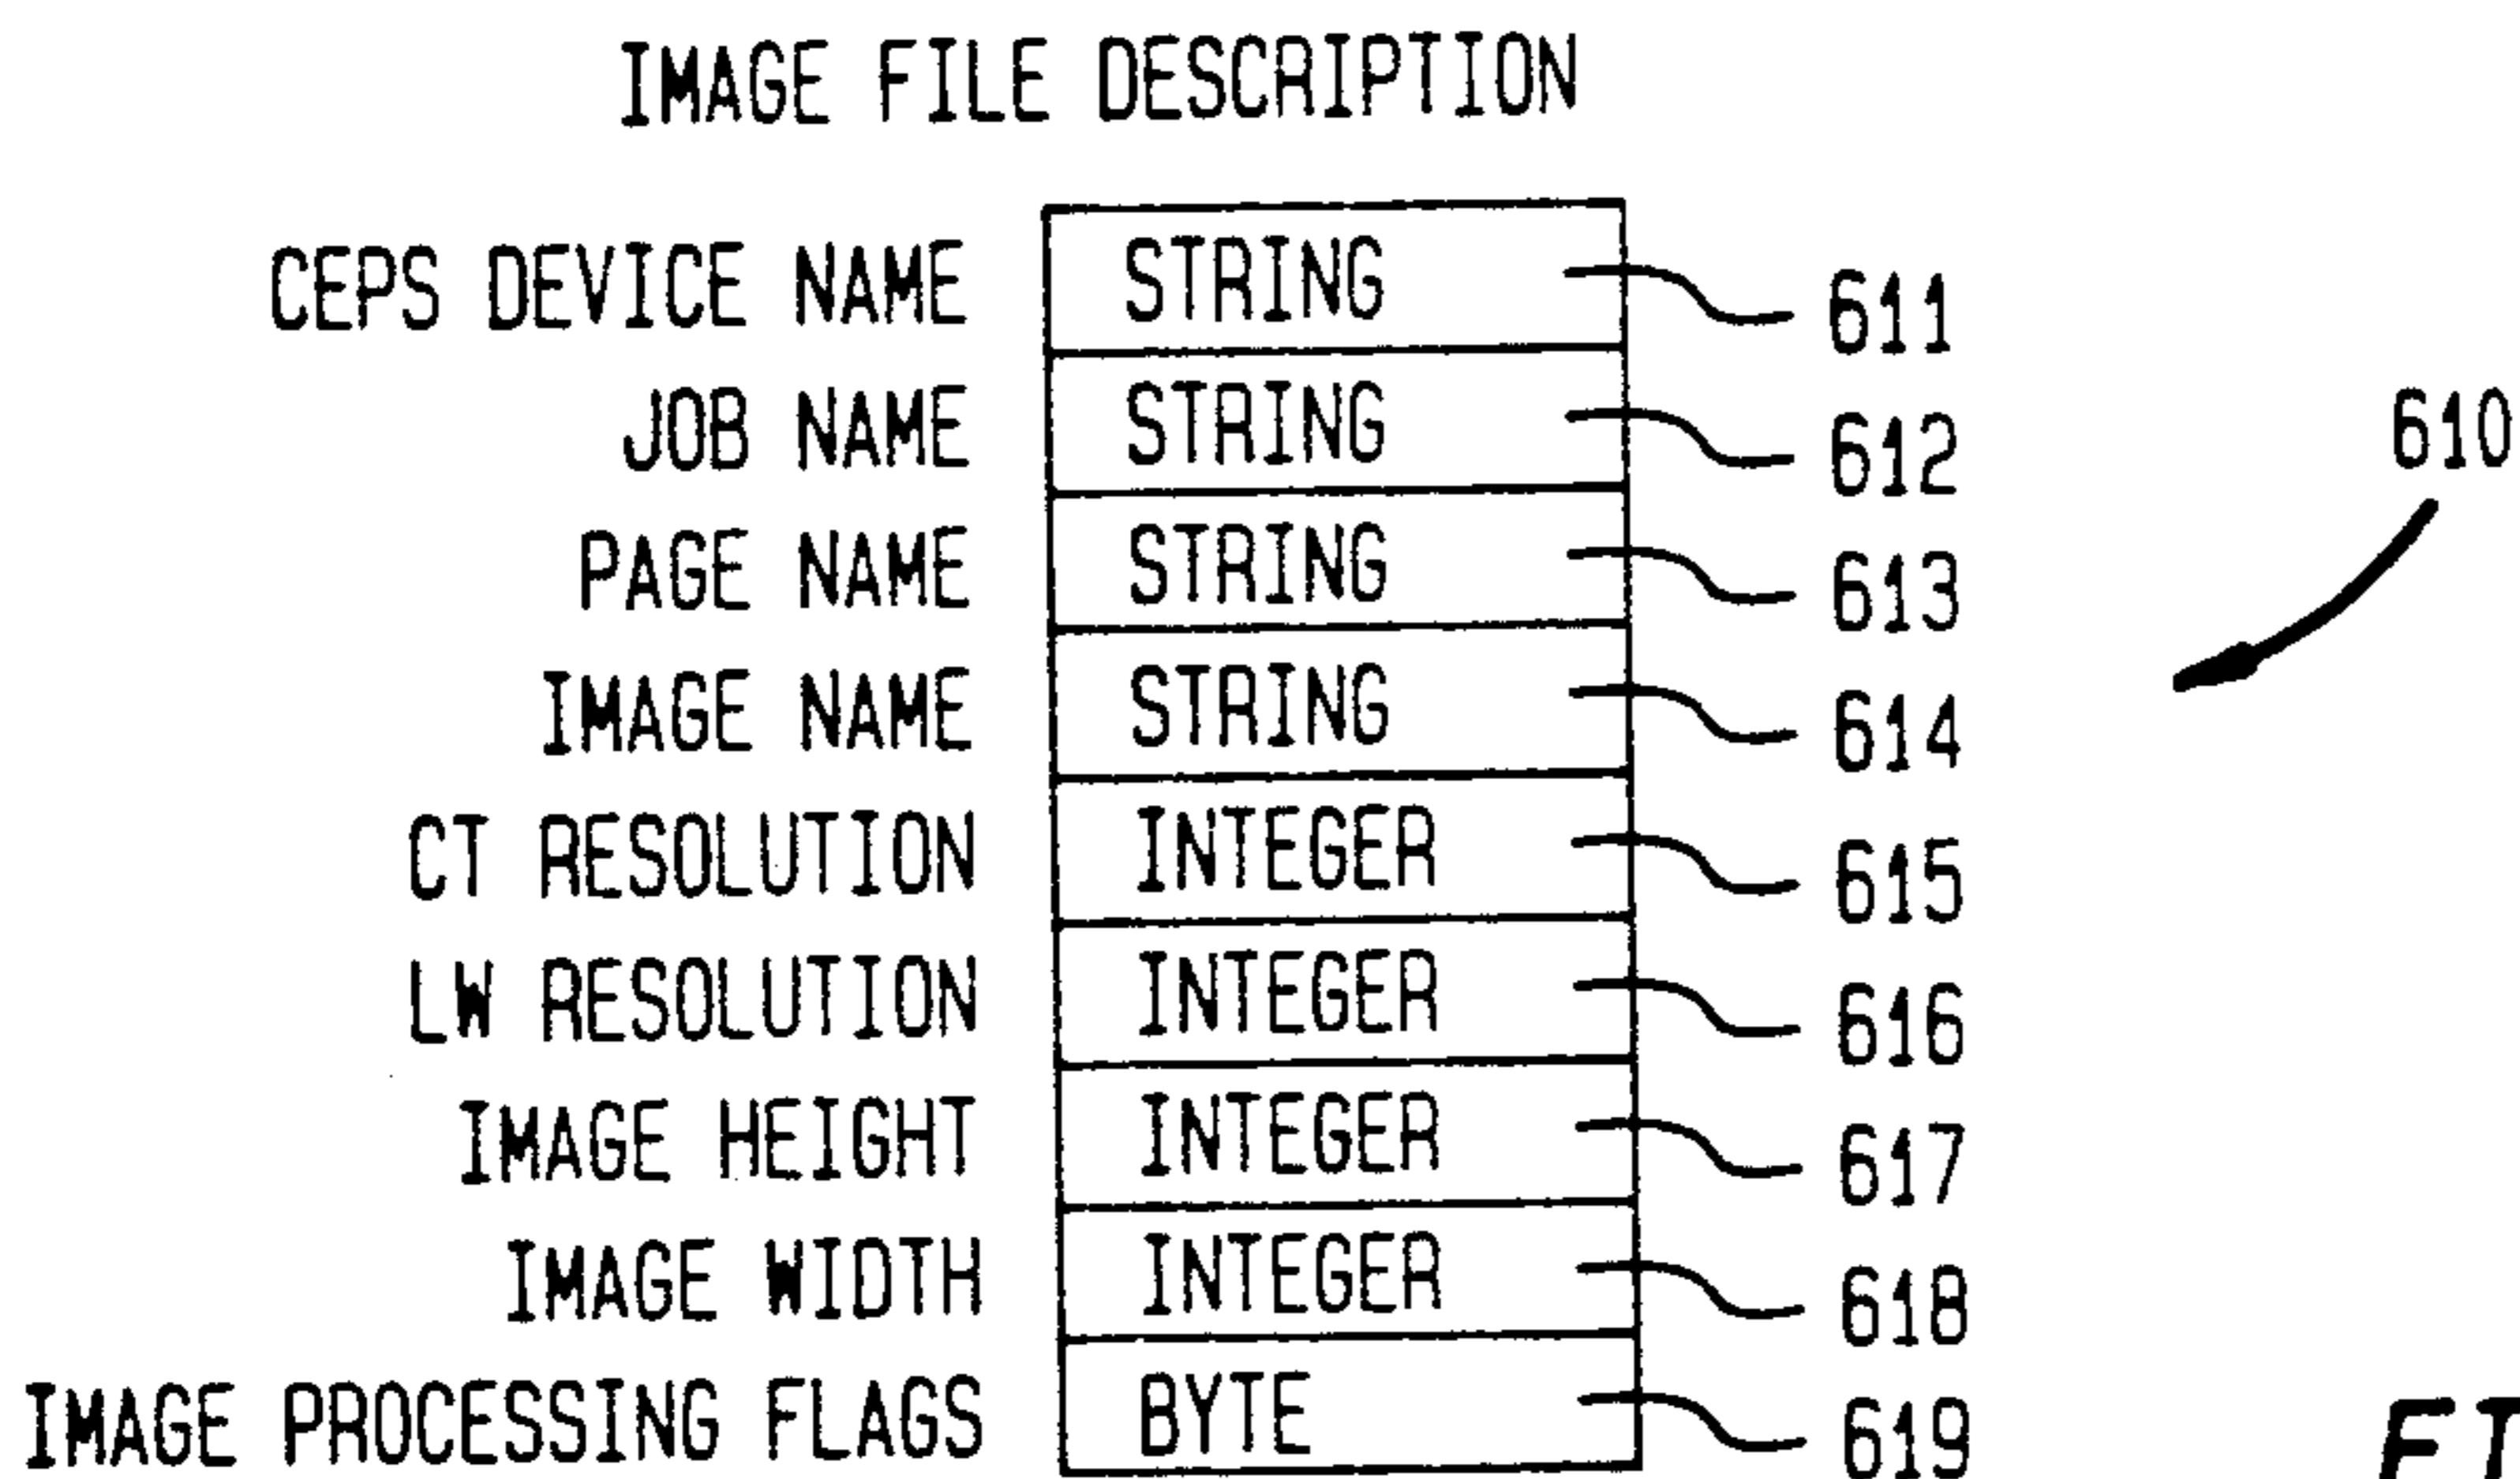 IMAGE FILE DESCRIPTION
CEPS DEVICE NAME STRING 611
JOB NAME STRING 612
610
PAGE NAME STRING 613
IMAGE NAME STRING 614
CT RESOLUTION INTEGER 615
LW RESOLUTION INTEGER 616
IMAGE HEIGHT INTEGER 617
IMAGE WIDTH INTEGER 618
IMAGE PROCESSING FLAGS BYTE 619